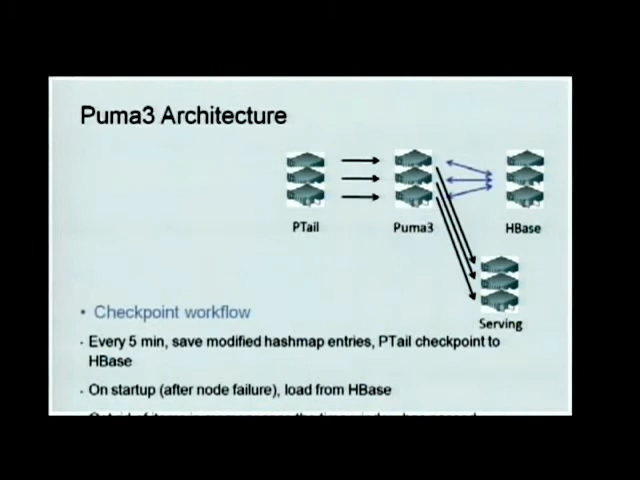 Puma3 Architecture
PTail
Puma3
HBase
Serving
• Checkpoint workflow
· Every 5 min, save modified hashmap entries, PTail checkpoint to
HBase
· On startup (after node failure), load from HBase